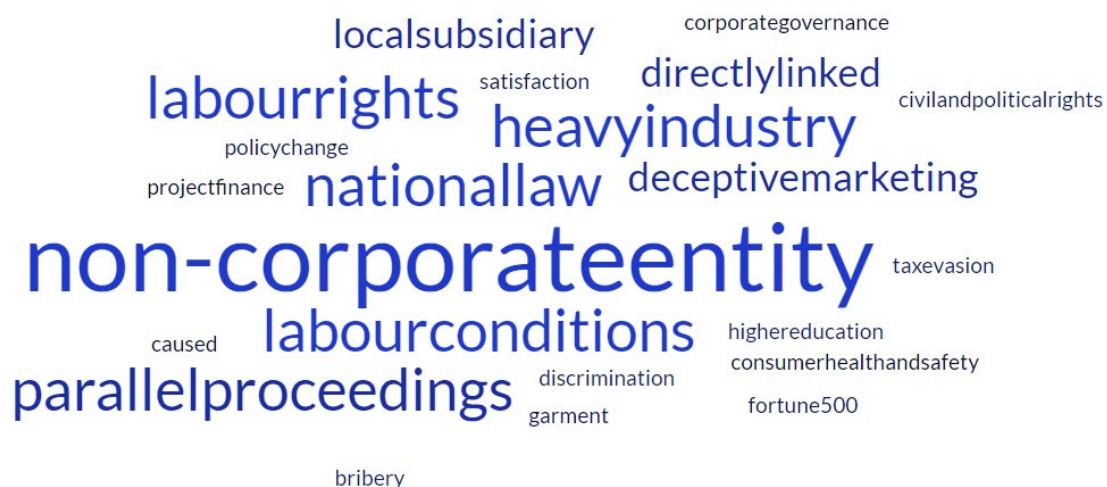 corporategovernance
localsubsidiary
directlylinked
satisfaction
labourrights
civilandpoliticalrights
heavyindustry
policychange
deceptivemarketing
projectfinance
nationallaw
non-corporateentity
taxevasion
labourconditions
highereducation
caused
consumerhealthandsafety
discrimination
parallelproceedings
fortune500
garment
bribery